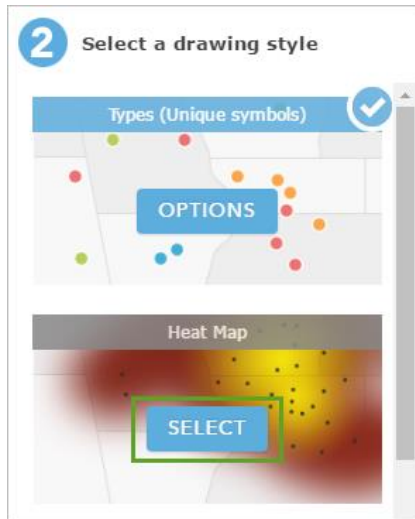 2 Select a drawing style
Types (Unique symbols)
OPTIONS
Heat Map
SELECT